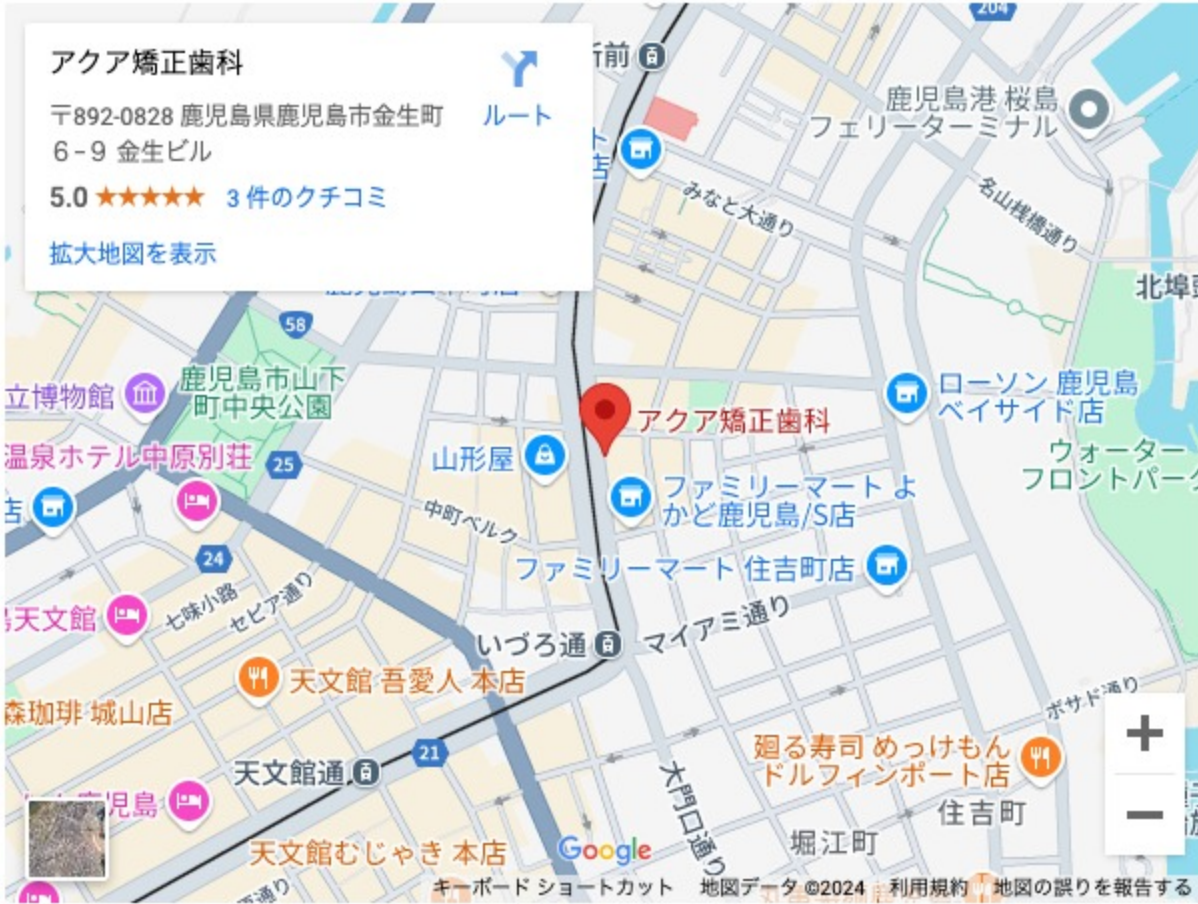 アクア矯正歯科
ルート
〒892-0828 鹿児島県鹿児島市金生町
6-9 金生ビル
5.0 ★★★★★ 3 件のクチコミ
拡大地図を表示
204
前
鹿児島港 桜島
フェリーターミナル
店
みなと大通り
名山桟橋通り
58
立博物館
鹿児島市山下
町中央公園
ローソン 鹿児島
ベイサイド店
アクア矯正歯科
温泉ホテル中原別荘
25
山形屋
ウォーター
フロントパーク
ファミリーマート よ
かど鹿児島/S店
店
中町ベルク
24
ファミリーマート 住吉町店
天文館
七味小路
セピア通り
いづろ通
マイアミ通り
天文館 吾愛人 本店
森珈琲 城山店
ボサド通り
21
天文館通
廻る寿司 めっけもん
ドルフィンポート店
大門口通り
住吉町
児島
堀江町
天文館むじゃき 本店
Google
キーボード ショートカット 地図データ ©2024 利用規約 地図の誤りを報告する